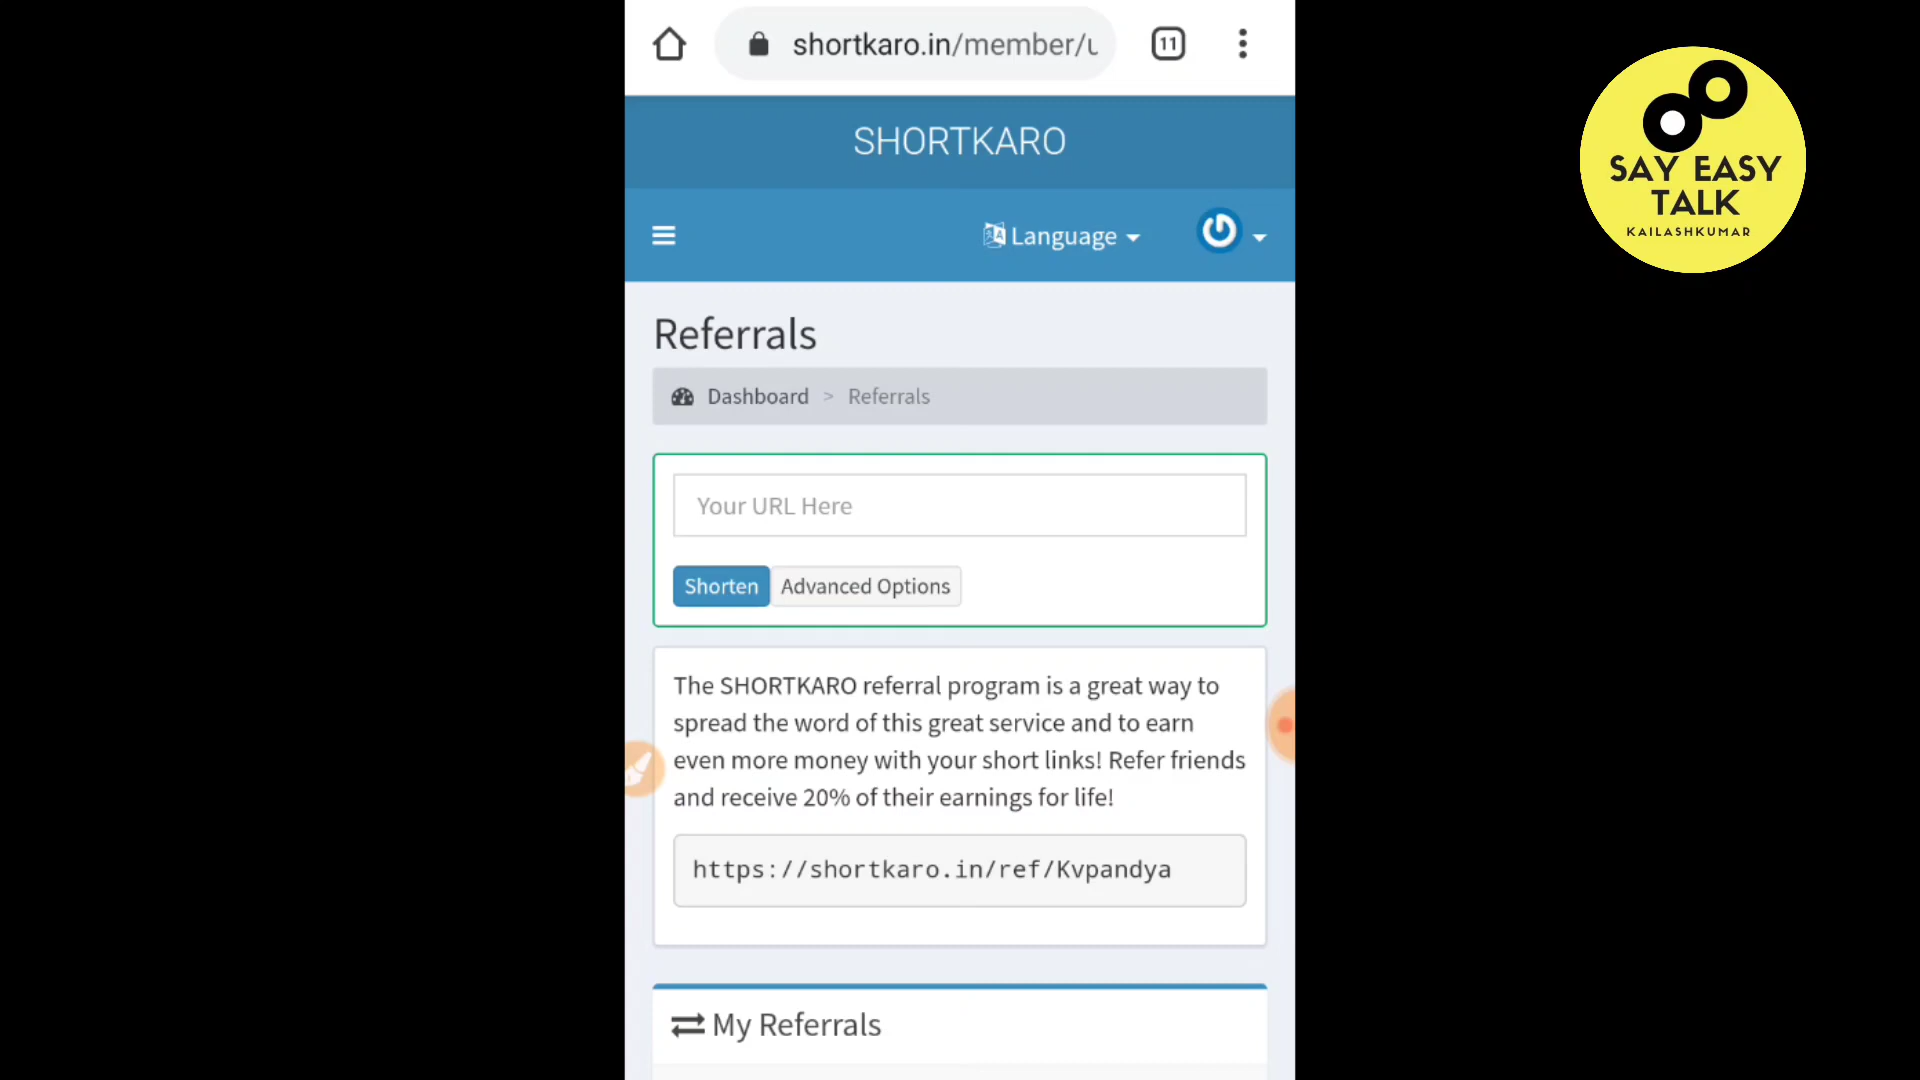 shortkaro.in/member/u
11
SHORTKARO
Language
Referrals
Dashboard > Referrals
Your URL Here
Shorten
Advanced Options
The SHORTKARO referral program is a great way to
spread the word of this great service and to earn
even more money with your short links! Refer friends
and receive 20% of their earnings for life!
https://shortkaro.in/ref/Kvpandya
My Referrals
SAY EASY
TALK
KAILASHKUMAR